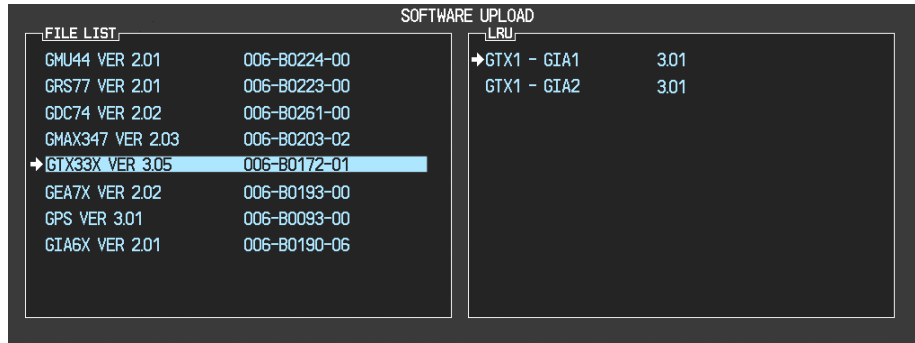 SOFTWARE UPLOAD
FILE LIST
GMU44 VER 2.01 006-B0224-00
GRS77 VER 2.01 006-B0223-00
GDC74 VER 2.02 006-B0261-00
GMAX347 VER 2.03 006-B0203-02
GTX33X VER 3.05 006-B0172-01
GEA7X VER 2.02 006-B0193-00
GPS VER 3.01 006-B0093-00
GIA6X VER 2.01 006-B0190-06
LRU
GTX1 - GIA1 3.01
GTX1 - GIA2 3.01